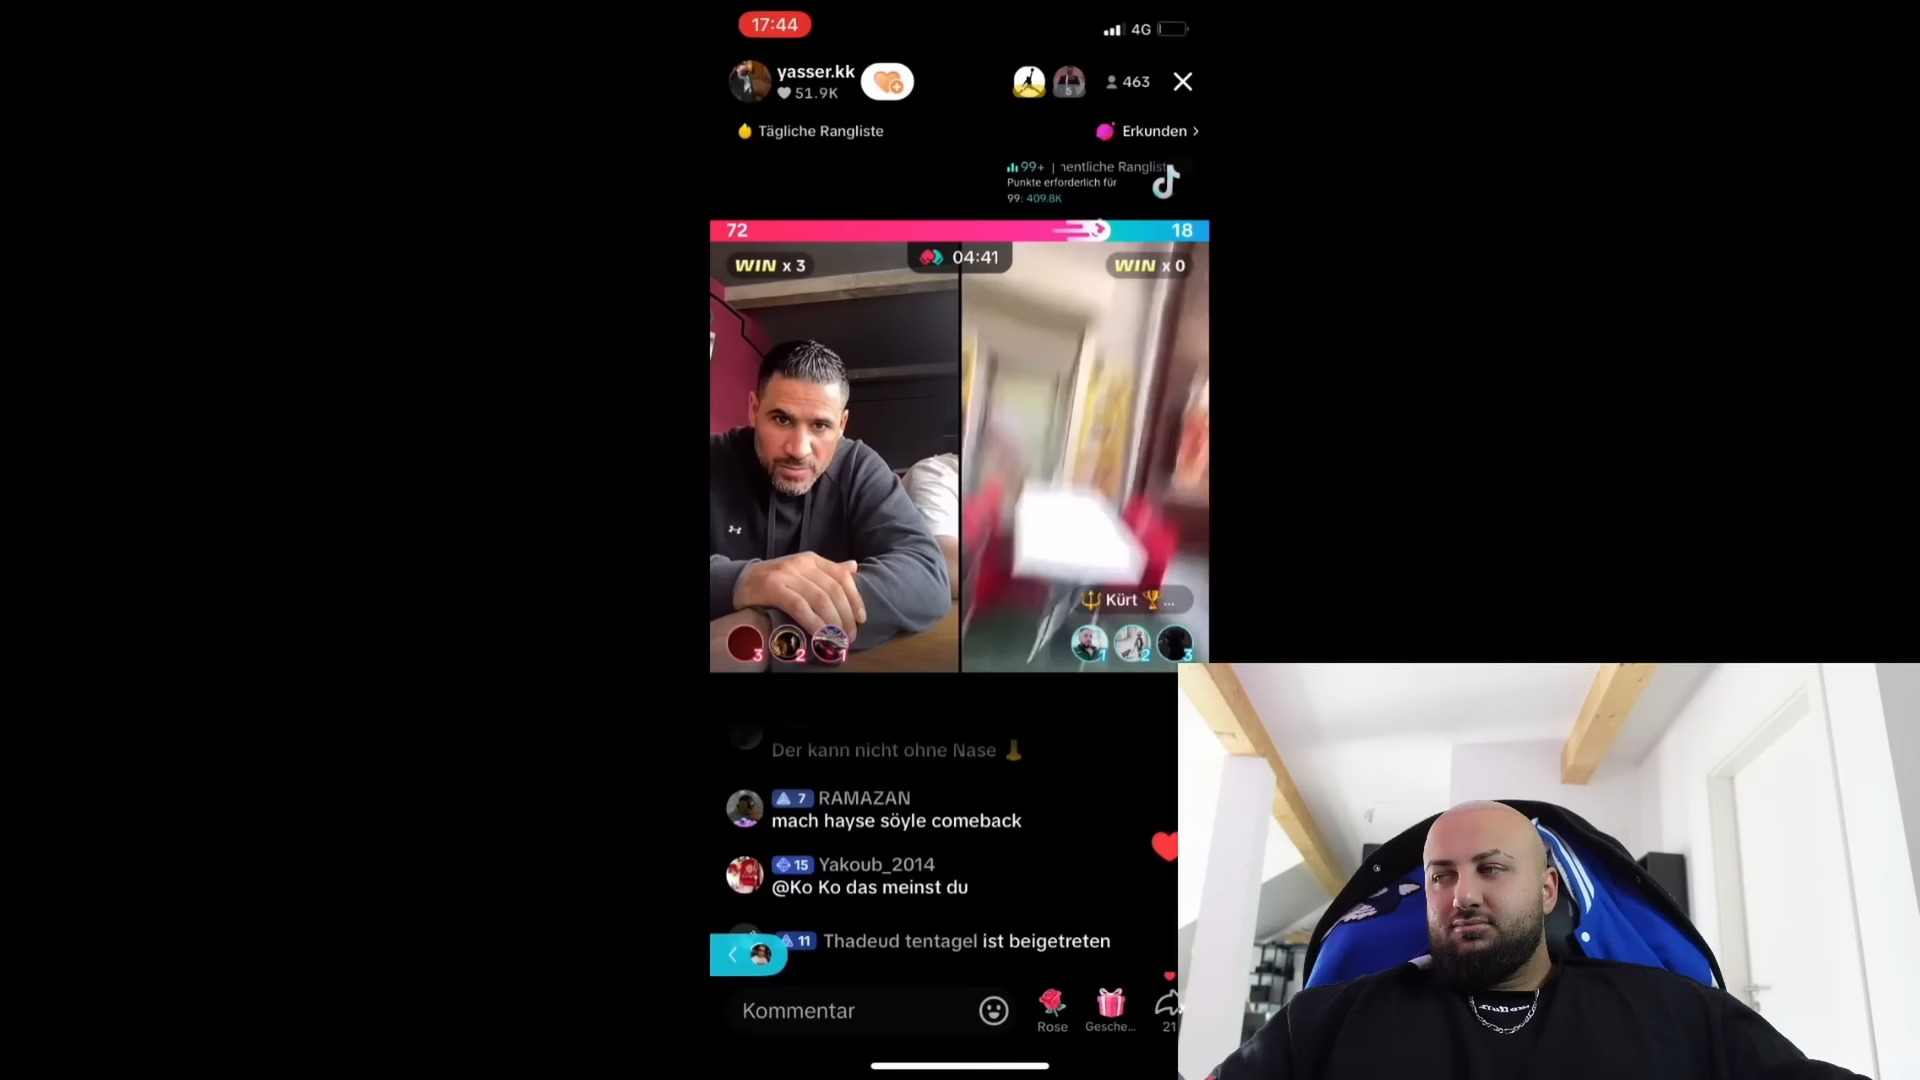 17:44
4G
yasser.kk
51.9K
5
463
Tägliche Rangliste
Erkunden >
99+ | nentliche Ranglist
Punkte erforderlich für
99: 409.8K
72
18
WIN x 3
04:41
WIN x 0
Kürt ...
3
2
1
1
2
3
Der kann nicht ohne Nase
7 RAMAZAN
mach hayse söyle comeback
15 Yakoub_2014
@Ko Ko das meinst du
11 Thadeud tentagel ist beigetreten
Kommentar
Rose
Gesche...
21